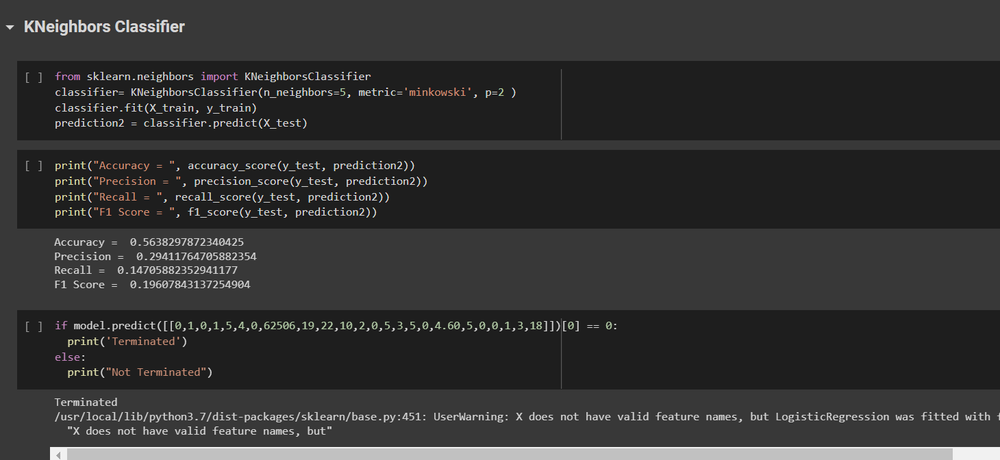 KNeighbors Classifier
[ ] from sklearn.neighbors import KNeighborsClassifier
classifier= KNeighborsClassifier(n_neighbors=5, metric='minkowski', p=2 )
classifier.fit(X_train, y_train)
prediction2 = classifier.predict(X_test)
[ ] print("Accuracy = ", accuracy_score(y_test, prediction2))
print("Precision = ", precision_score(y_test, prediction2))
print("Recall = ", recall_score(y_test, prediction2))
print("F1 Score = ", f1_score(y_test, prediction2))
Accuracy =  0.5638297872340425
Precision =  0.29411764705882354
Recall =  0.14705882352941177
F1 Score =  0.19607843137254904
[ ] if model.predict([[0,1,0,1,5,4,0,62506,19,22,10,2,0,5,3,5,0,4.60,5,0,0,1,3,18]])[0] == 0:
  print('Terminated')
else:
  print("Not Terminated")
Terminated
/usr/local/lib/python3.7/dist-packages/sklearn/base.py:451: UserWarning: X does not have valid feature names, but LogisticRegression was fitted with
  "X does not have valid feature names, but"